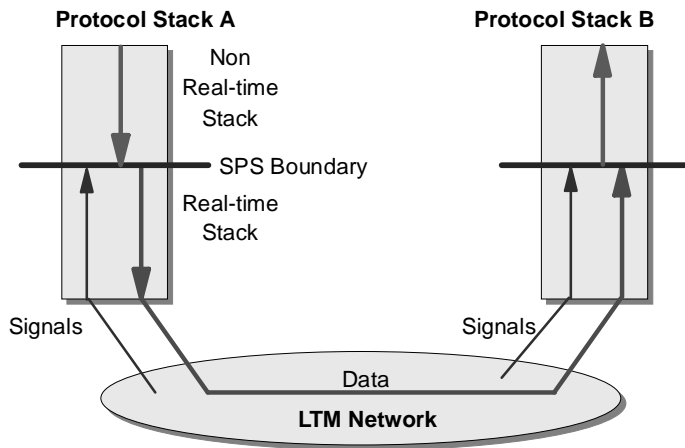 Protocol Stack A
Protocol Stack B
Non
Real-time
Stack
SPS Boundary
Real-time
Stack
Signals
Signals
Data
LTM Network